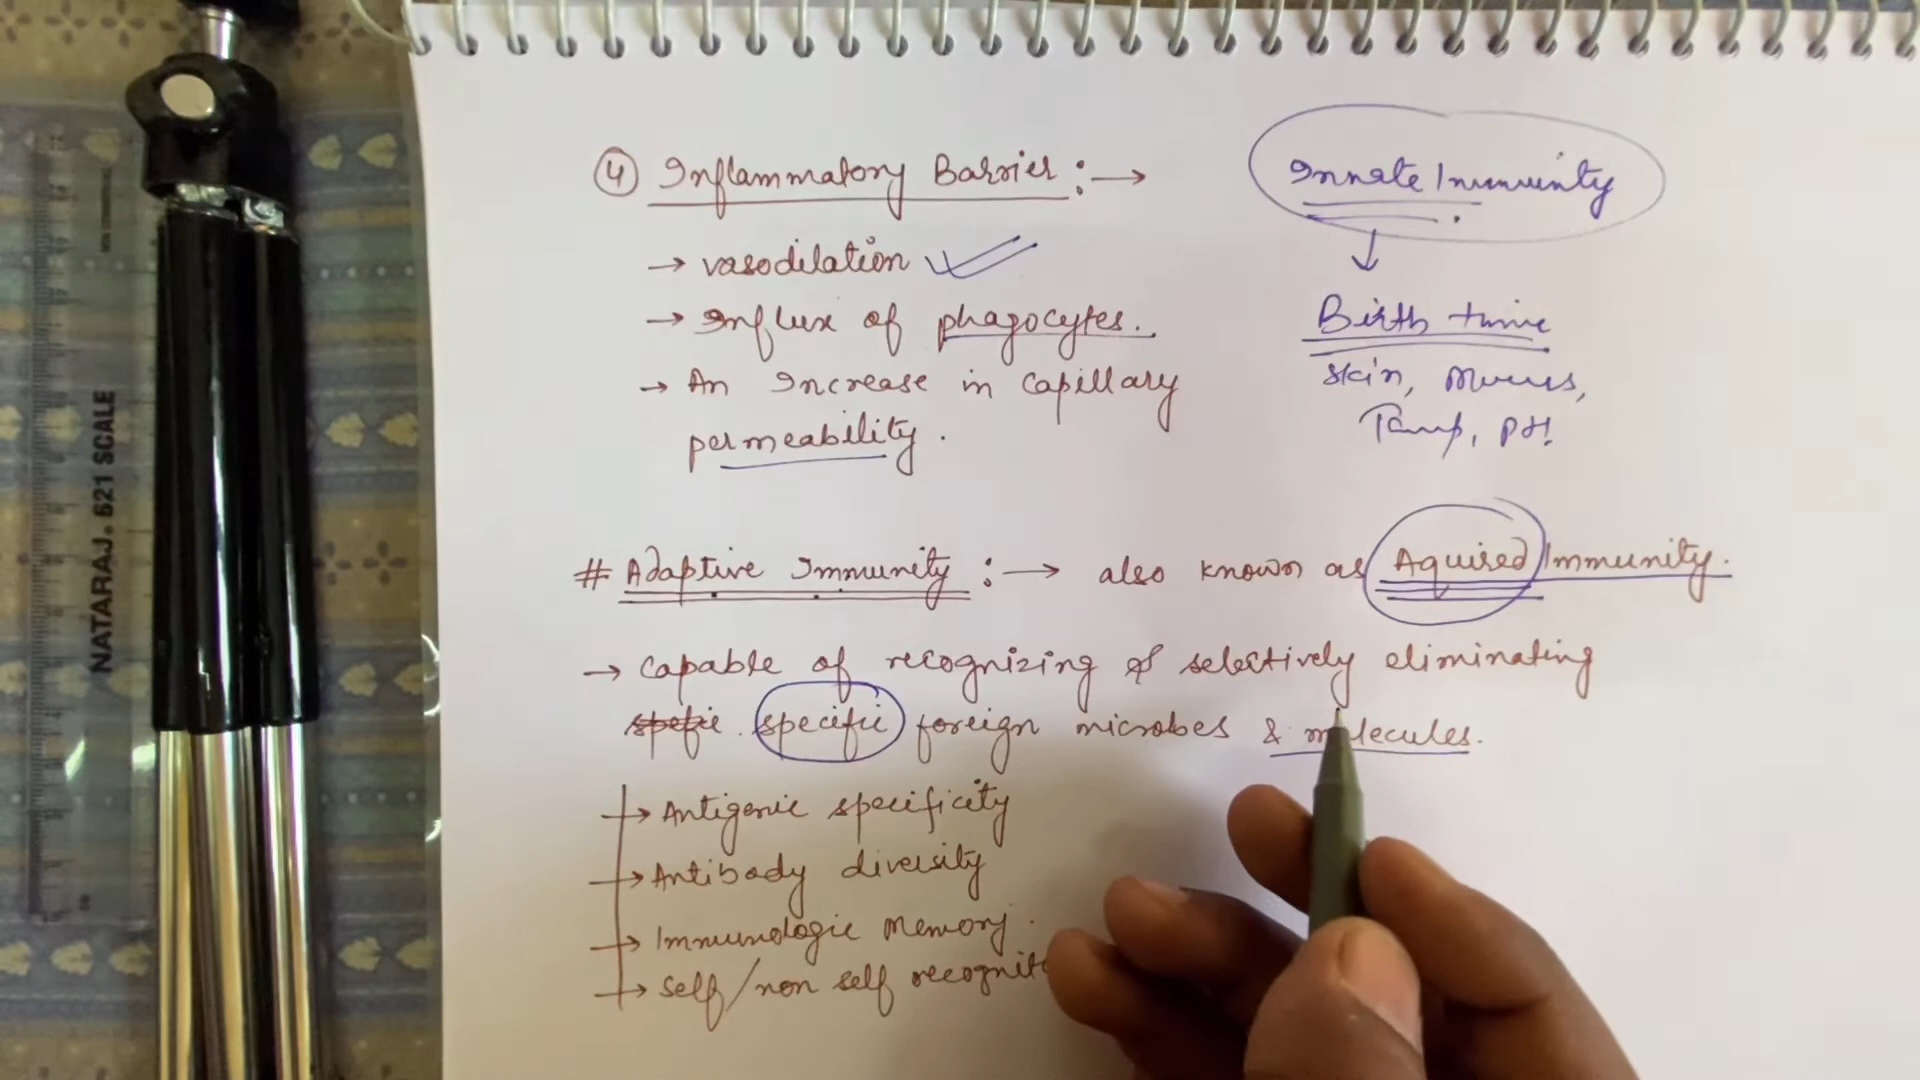 ④ Inflammatory Barrier :→
→ vasodilation
→ Influx of phagocytes.
→ An Increase in capillary
permeability.
Innate Immunity
Birth time
skin, Mucus,
Temp, PH!
# Adaptive Immunity :→ also known as Aquired Immunity.
→ capable of recognizing & selectively eliminating
specific foreign microbes & molecules.
→ Antigenic specificity
→ Antibody diversity
→ Immunologic Memory.
→ self/non self recognit
NATARAJ. 621 SCALE